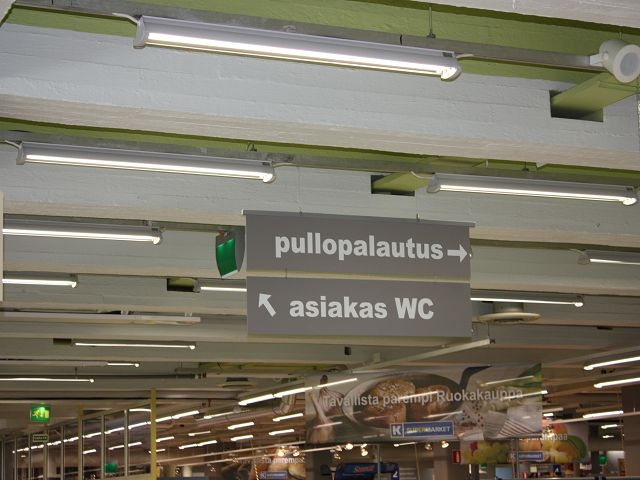 pullopalautus
asiakas WC
Tavallista parempi Ruokakauppa
K SUPERMARKET